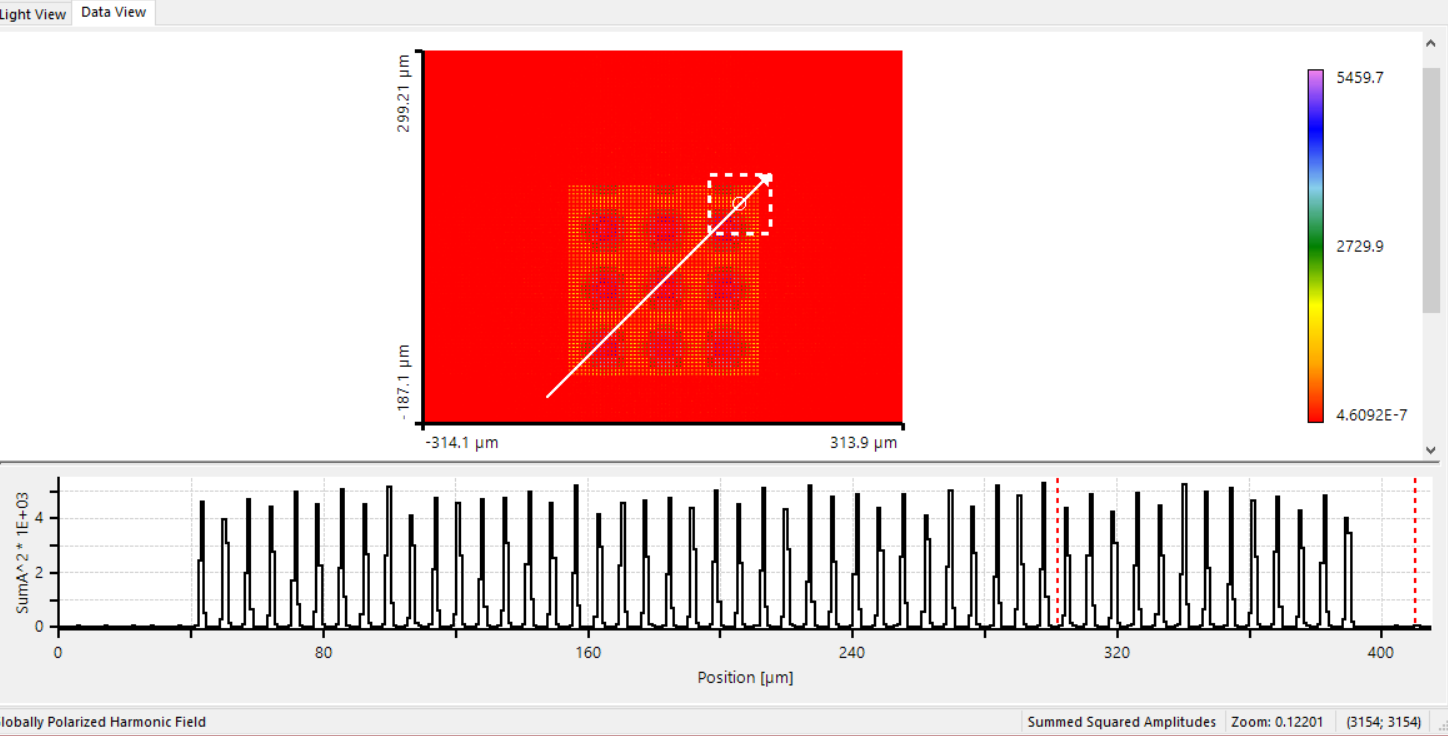 Light View Data View
299.21 µm
-187.1 µm
-314.1 µm 313.9 µm
5459.7
2729.9
4.6092E-7
SumA^2 * 1E+03
4
2
0
0 80 160 240 320 400
Position [µm]
lobally Polarized Harmonic Field Summed Squared Amplitudes Zoom: 0.12201 (3154; 3154)